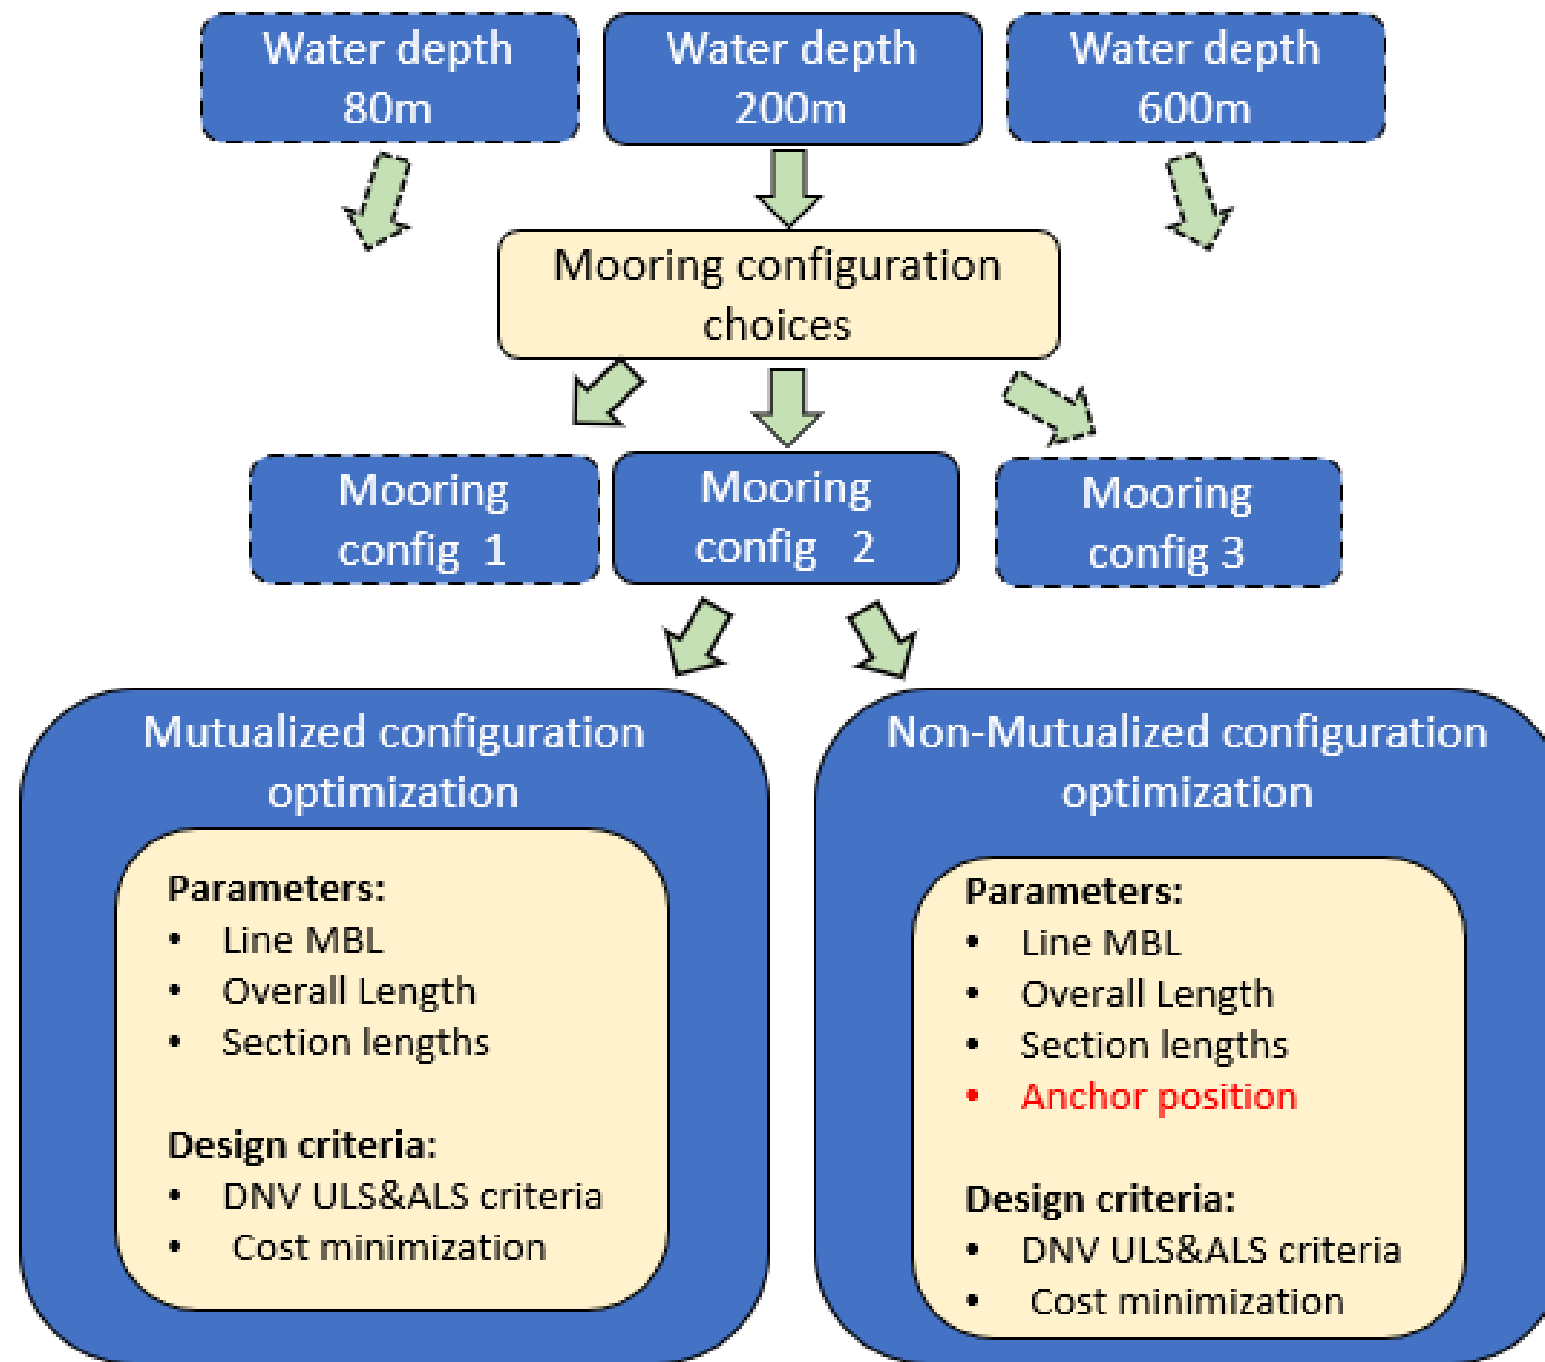 Water depth
80m
Water depth
200m
Water depth
600m
Mooring configuration
choices
Mooring
config 1
Mooring
config 2
Mooring
config 3
Mutualized configuration
optimization
Parameters:
• Line MBL
• Overall Length
• Section lengths
Design criteria:
• DNV ULS&ALS criteria
• Cost minimization
Non-Mutualized configuration
optimization
Parameters:
• Line MBL
• Overall Length
• Section lengths
• Anchor position
Design criteria:
• DNV ULS&ALS criteria
• Cost minimization